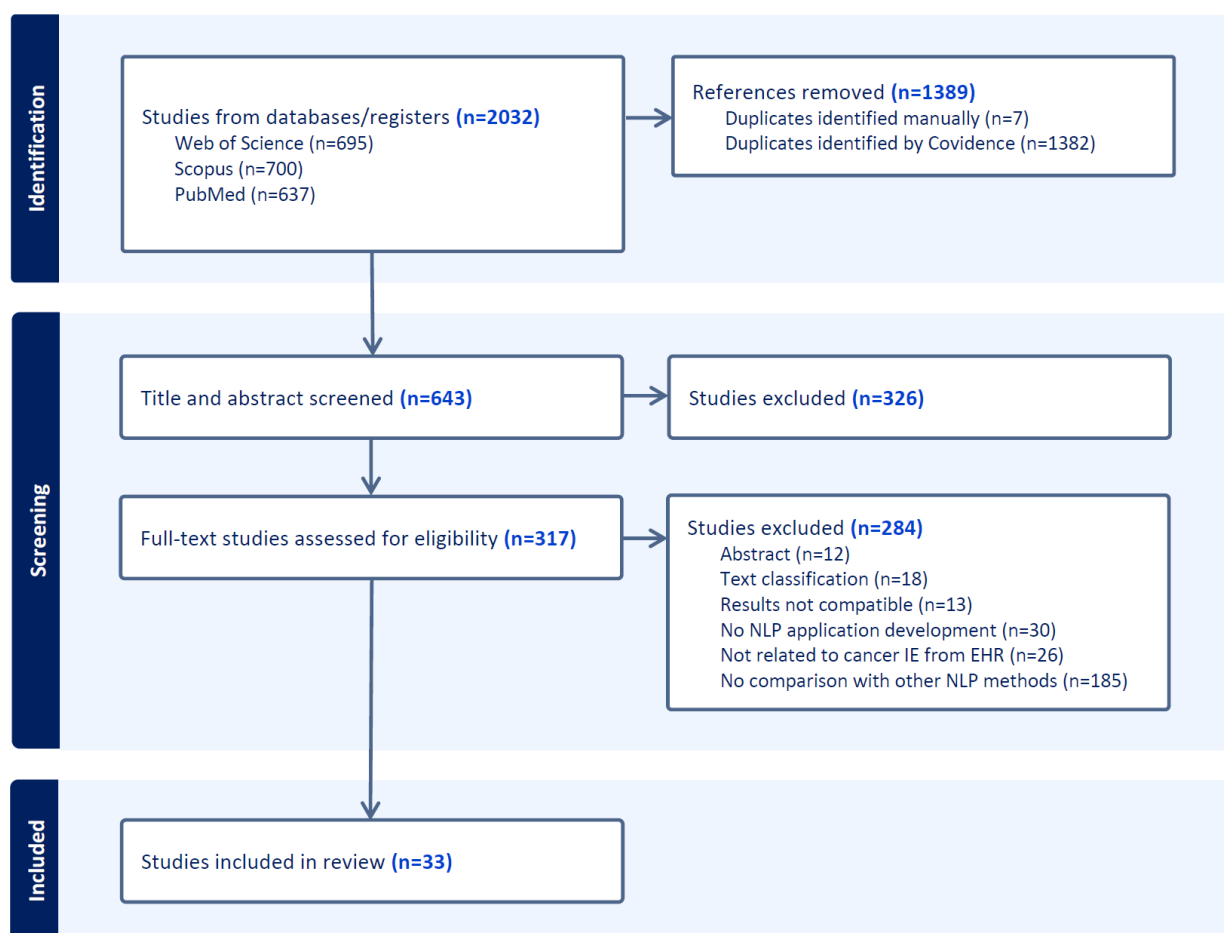 Identification
Studies from databases/registers (n=2032)
Web of Science (n=695)
Scopus (n=700)
PubMed (n=637)
References removed (n=1389)
Duplicates identified manually (n=7)
Duplicates identified by Covidence (n=1382)
Screening
Title and abstract screened (n=643)
Studies excluded (n=326)
Full-text studies assessed for eligibility (n=317)
Studies excluded (n=284)
Abstract (n=12)
Text classification (n=18)
Results not compatible (n=13)
No NLP application development (n=30)
Not related to cancer IE from EHR (n=26)
No comparison with other NLP methods (n=185)
Included
Studies included in review (n=33)